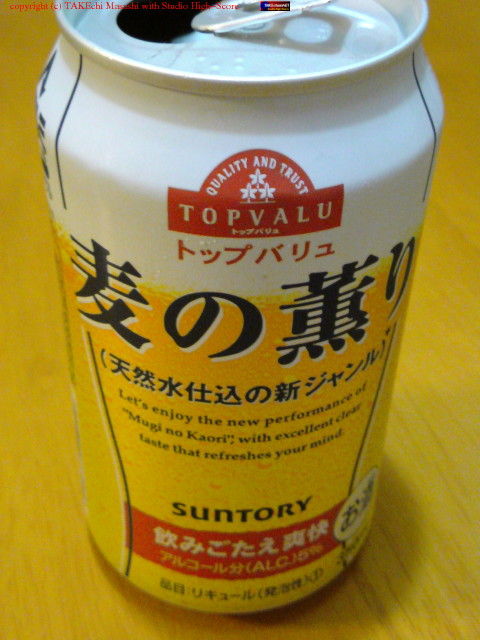 copyright (c) TAKEchi Masashi with Studio High-Score
QUALITY AND TRUST
TOPVALU
トップバリュ
トップバリュ
麦の薫り
(天然水仕込の新ジャンル)
Let's enjoy the new performance of
"Mugi no Kaori", with excellent clear
taste that refreshes your mind.
SUNTORY
飲みごたえ爽快
アルコール分(ALC.)5%
お酒
品目:リキュール(発泡性)①